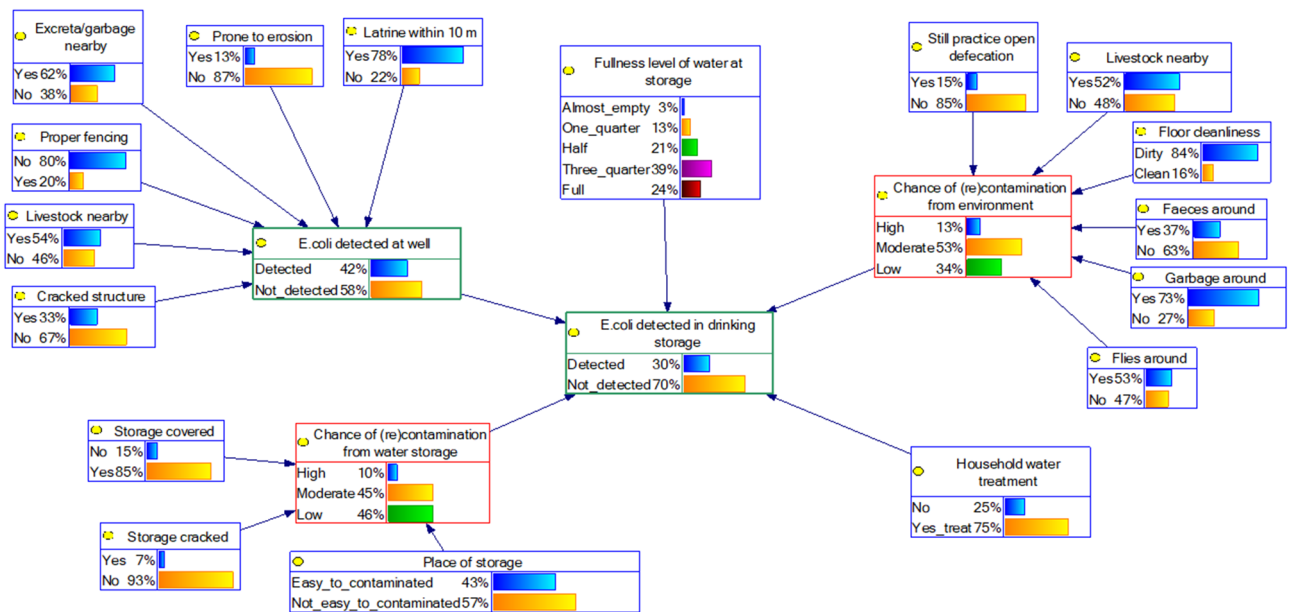 Excreta/garbage
nearby
Yes 62%
No 38%
Prone to erosion
Yes 13%
No 87%
Latrine within 10 m
Yes 78%
No 22%
Proper fencing
No 80%
Yes 20%
Livestock nearby
Yes 54%
No 46%
Cracked structure
Yes 33%
No 67%
E.coli detected at well
Detected 42%
Not_detected 58%
Fullness level of water at
storage
Almost_empty 3%
One_quarter 13%
Half 21%
Three_quarter 39%
Full 24%
Still practice open
defecation
Yes 15%
No 85%
Livestock nearby
Yes 52%
No 48%
Floor cleanliness
Dirty 84%
Clean 16%
Chance of (re)contamination
from environment
High 13%
Moderate 53%
Low 34%
Faeces around
Yes 37%
No 63%
Garbage around
Yes 73%
No 27%
Flies around
Yes 53%
No 47%
E.coli detected in drinking
storage
Detected 30%
Not_detected 70%
Storage covered
No 15%
Yes 85%
Chance of (re)contamination
from water storage
High 10%
Moderate 45%
Low 46%
Storage cracked
Yes 7%
No 93%
Place of storage
Easy_to_contaminated 43%
Not_easy_to_contaminated 57%
Household water
treatment
No 25%
Yes_treat 75%